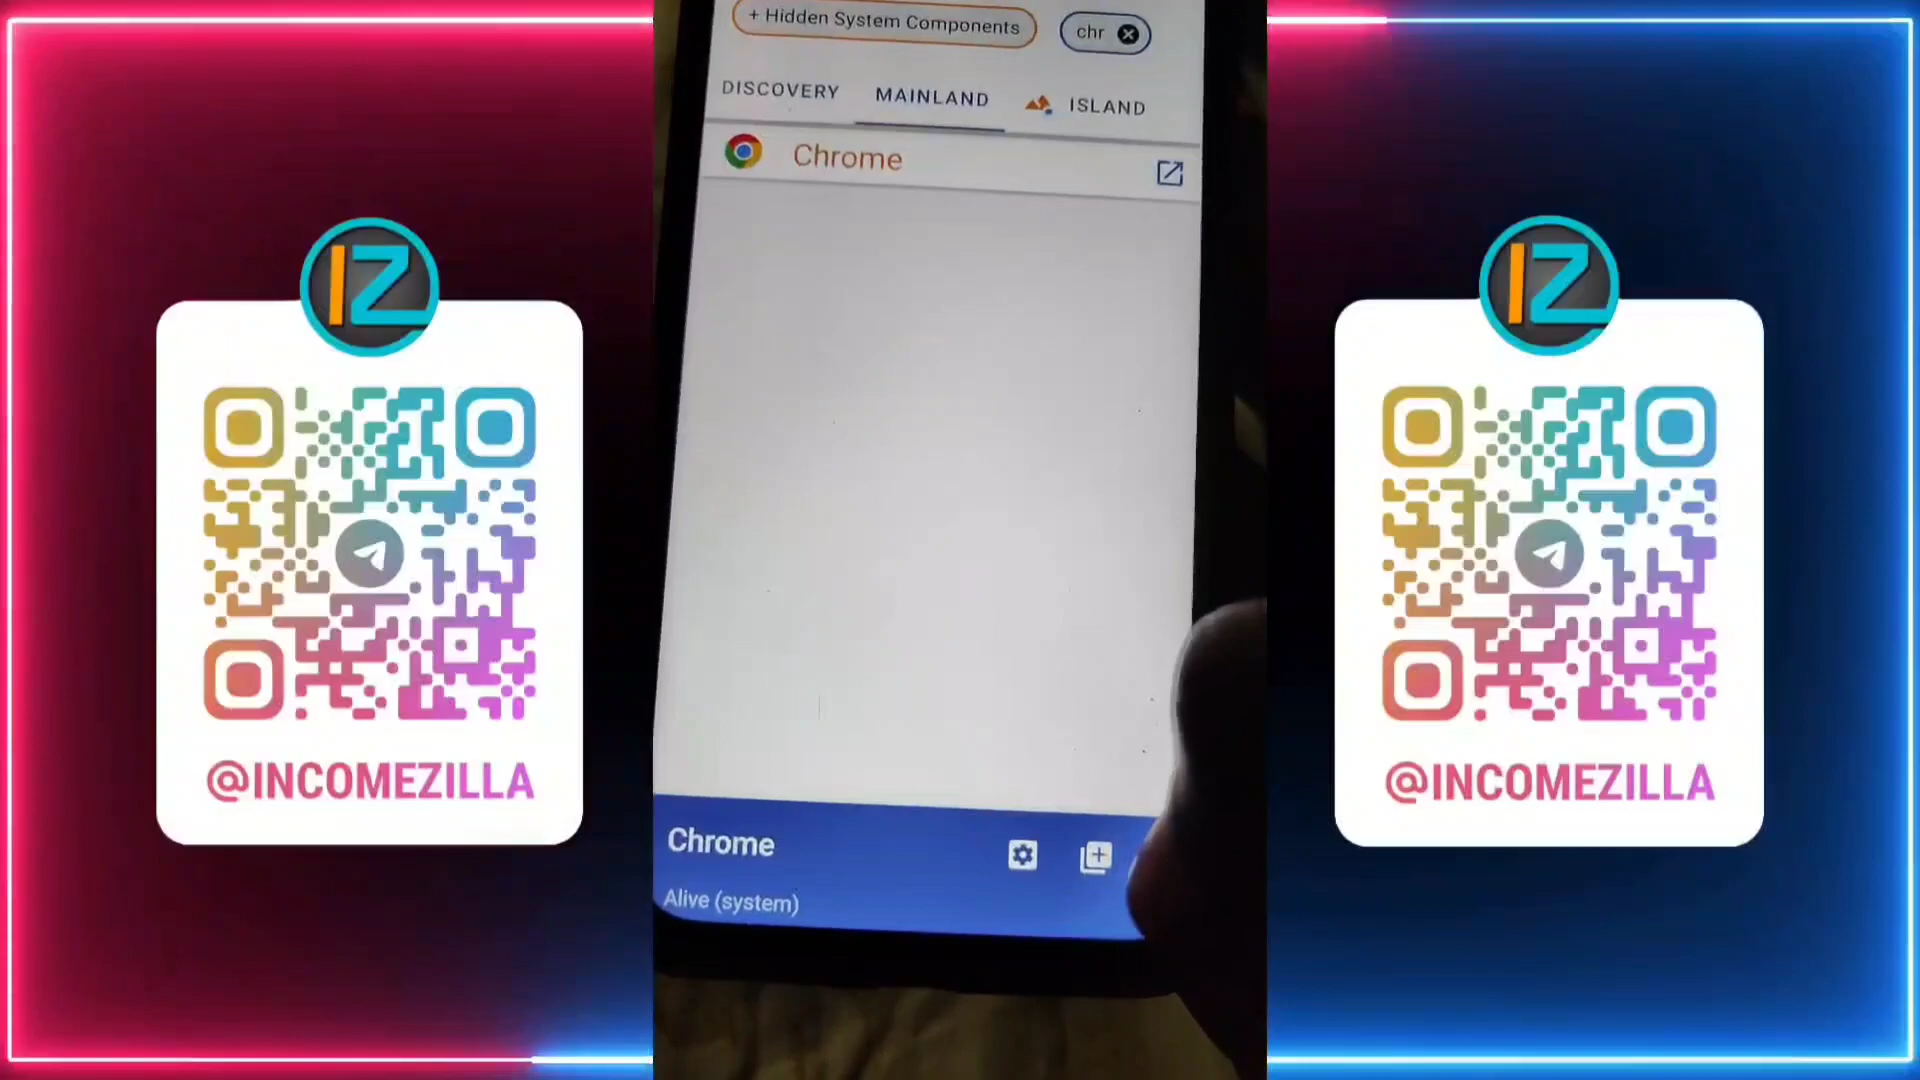 + Hidden System Components
chr
DISCOVERY
MAINLAND
ISLAND
Chrome
Chrome
Alive (system)
IZ
@INCOMEZILLA
IZ
@INCOMEZILLA